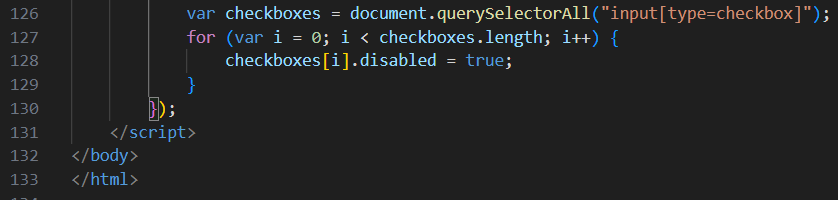 126 var checkboxes = document.querySelectorAll("input[type=checkbox]");
127 for (var i = 0; i < checkboxes.length; i++) {
128 checkboxes[i].disabled = true;
129 }
130 });
131 </script>
132 </body>
133 </html>